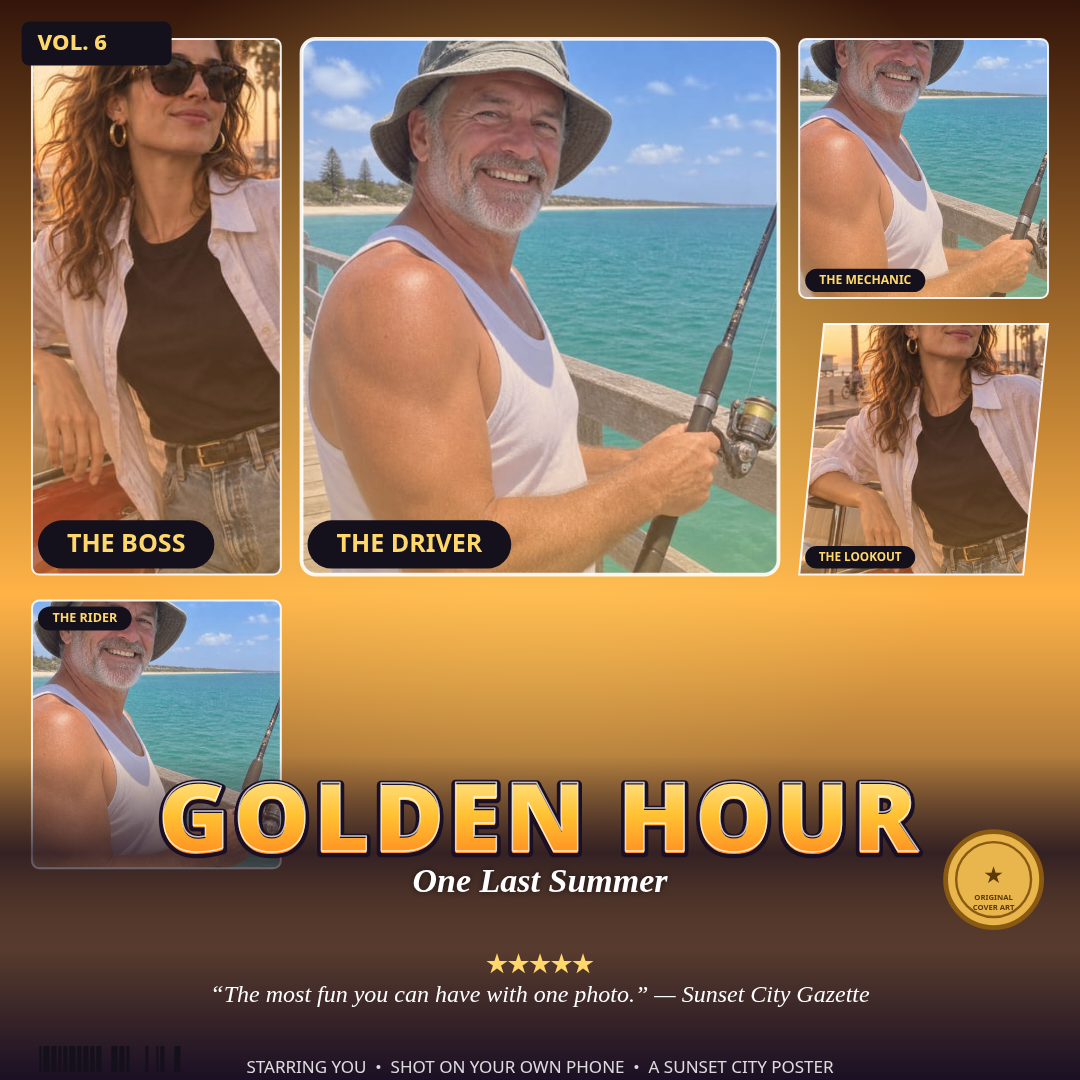 VOL. 6
THE BOSS
THE DRIVER
THE MECHANIC
THE LOOKOUT
THE RIDER
GOLDEN HOUR
One Last Summer
★
ORIGINAL
COVER ART
★★★★★
“The most fun you can have with one photo.” — Sunset City Gazette
STARRING YOU • SHOT ON YOUR OWN PHONE • A SUNSET CITY POSTER